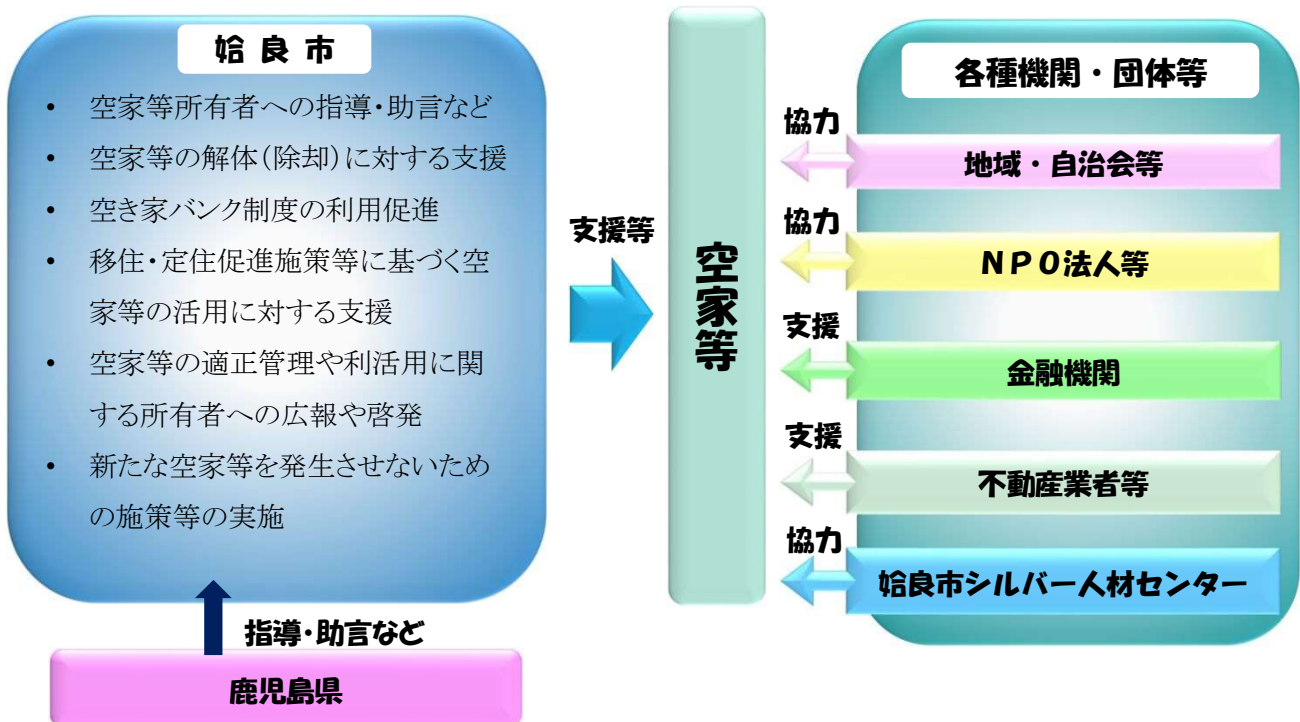 姶良市
• 空家等所有者への指導・助言など
• 空家等の解体(除却)に対する支援
• 空き家バンク制度の利用促進
• 移住・定住促進施策等に基づく空
家等の活用に対する支援
• 空家等の適正管理や利活用に関
する所有者への広報や啓発
• 新たな空家等を発生させないため
の施策等の実施
指導・助言など
鹿児島県
支援等
空家等
各種機関・団体等
協力
地域・自治会等
協力
NPO法人等
支援
金融機関
支援
不動産業者等
協力
姶良市シルバー人材センター